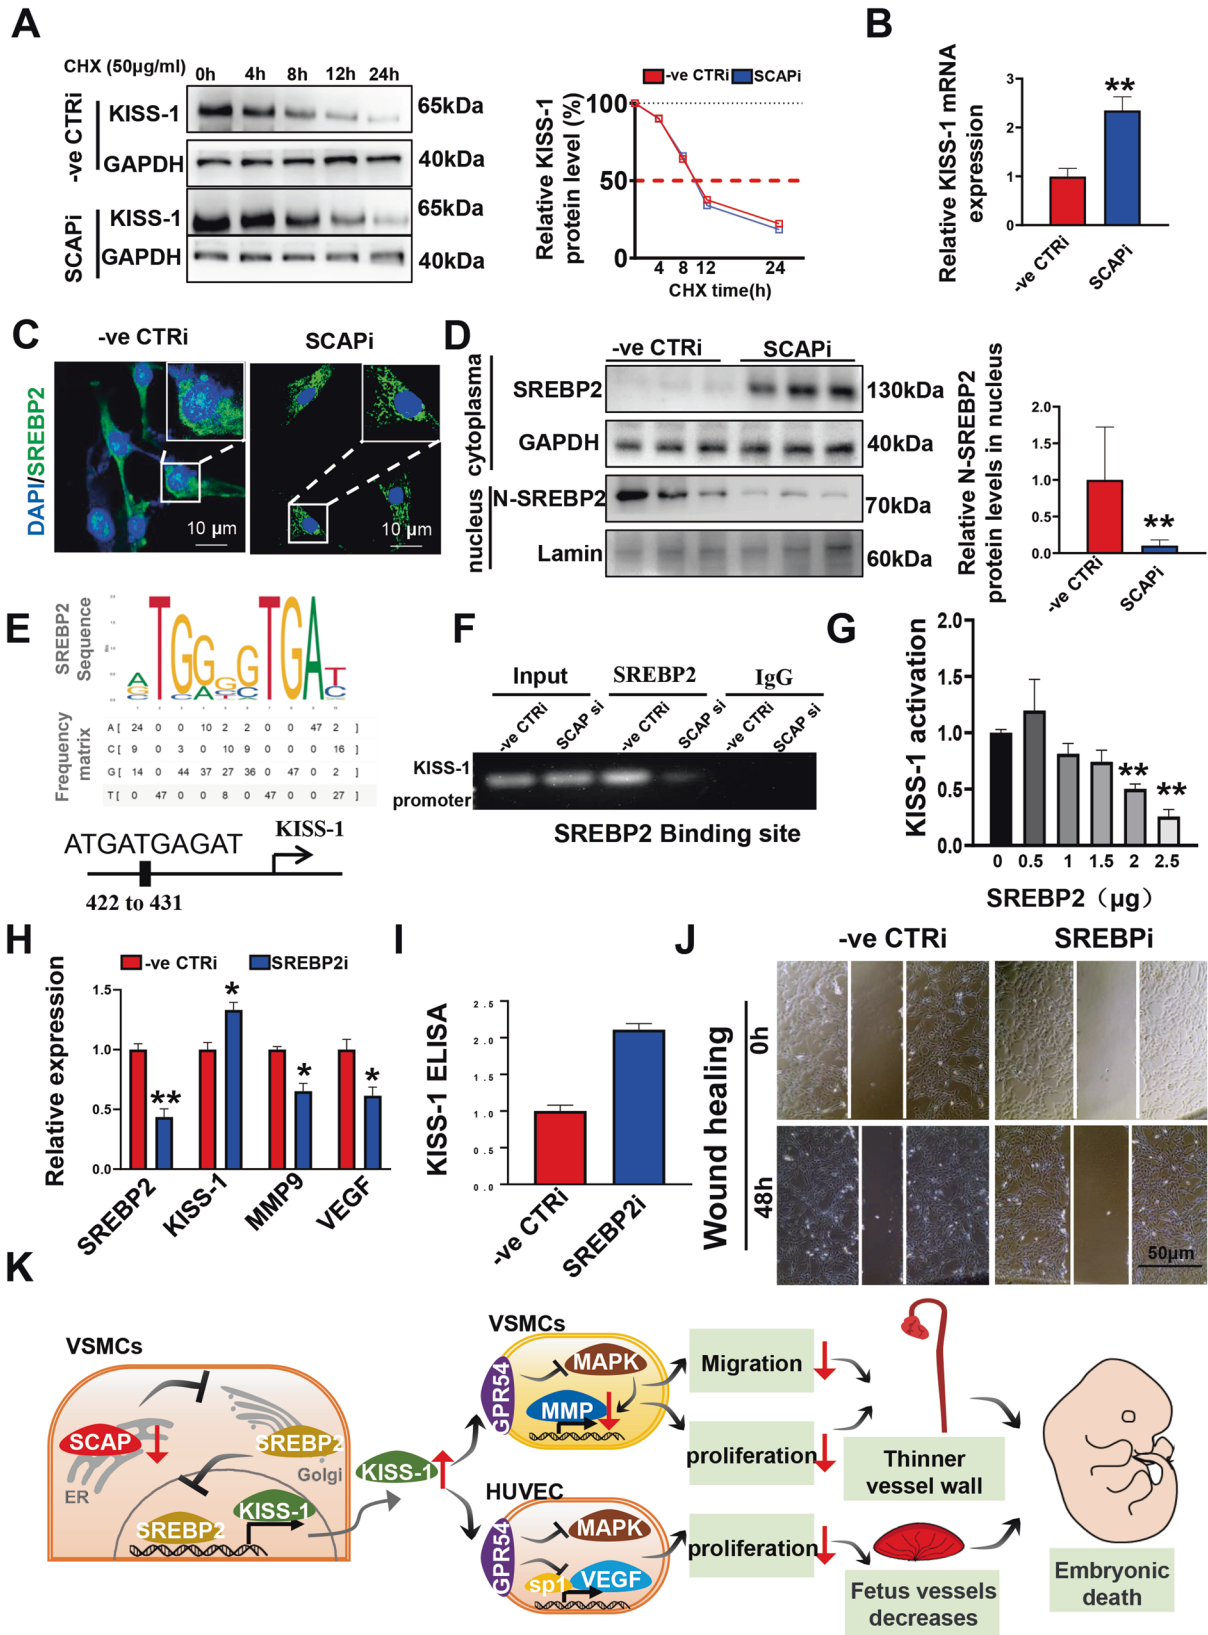 A
CHX (50μg/ml)
0h 4h 8h 12h 24h
-ve CTRi
KISS-1
65kDa
GAPDH
40kDa
SCAPi
KISS-1
65kDa
GAPDH
40kDa
-ve CTRi SCAPi
Relative KISS-1
protein level (%)
100
50
0
4 8 12 24
CHX time(h)
B
Relative KISS-1 mRNA
expression
3
2
1
0
**
-ve CTRi
SCAPi
C
-ve CTRi SCAPi
DAPI/SREBP2
10 μm
10 μm
D
-ve CTRi SCAPi
cytoplasma
SREBP2
130kDa
GAPDH
40kDa
nucleus
N-SREBP2
70kDa
Lamin
60kDa
Relative N-SREBP2
protein levels in nucleus
2.0
1.5
1.0
0.5
0.0
**
-ve CTRi
SCAPi
E
SREBP2
Sequence
Frequency
matrix
A [ 24 0 0 10 2 2 0 0 47 2 ]
C [ 9 0 3 0 10 9 0 0 0 16 ]
G [ 14 0 44 37 27 36 0 47 0 2 ]
T [ 0 47 0 0 8 0 47 0 0 27 ]
ATGATGAGAT
KISS-1
422 to 431
F
Input SREBP2 IgG
-ve CTRi
SCAP si
-ve CTRi
SCAP si
-ve CTRi
SCAP si
KISS-1
promoter
SREBP2 Binding site
G
KISS-1 activation
2.0
1.5
1.0
0.5
0.0
**
**
0 0.5 1 1.5 2 2.5
SREBP2（μg）
H
-ve CTRi SREBP2i
Relative expression
1.5
1.0
0.5
0.0
**
*
*
*
SREBP2
KISS-1
MMP9
VEGF
I
KISS-1 ELISA
2.5
2.0
1.5
1.0
0.5
0.0
-ve CTRi
SREBP2i
J
-ve CTRi SREBPi
Wound healing
0h
48h
50μm
K
VSMCs
SCAP
ER
SREBP2
Golgi
SREBP2
KISS-1
KISS-1
VSMCs
GPR54
MAPK
MMP
HUVEC
GPR54
MAPK
sp1
VEGF
Migration
proliferation
proliferation
Thinner
vessel wall
Fetus vessels
decreases
Embryonic
death